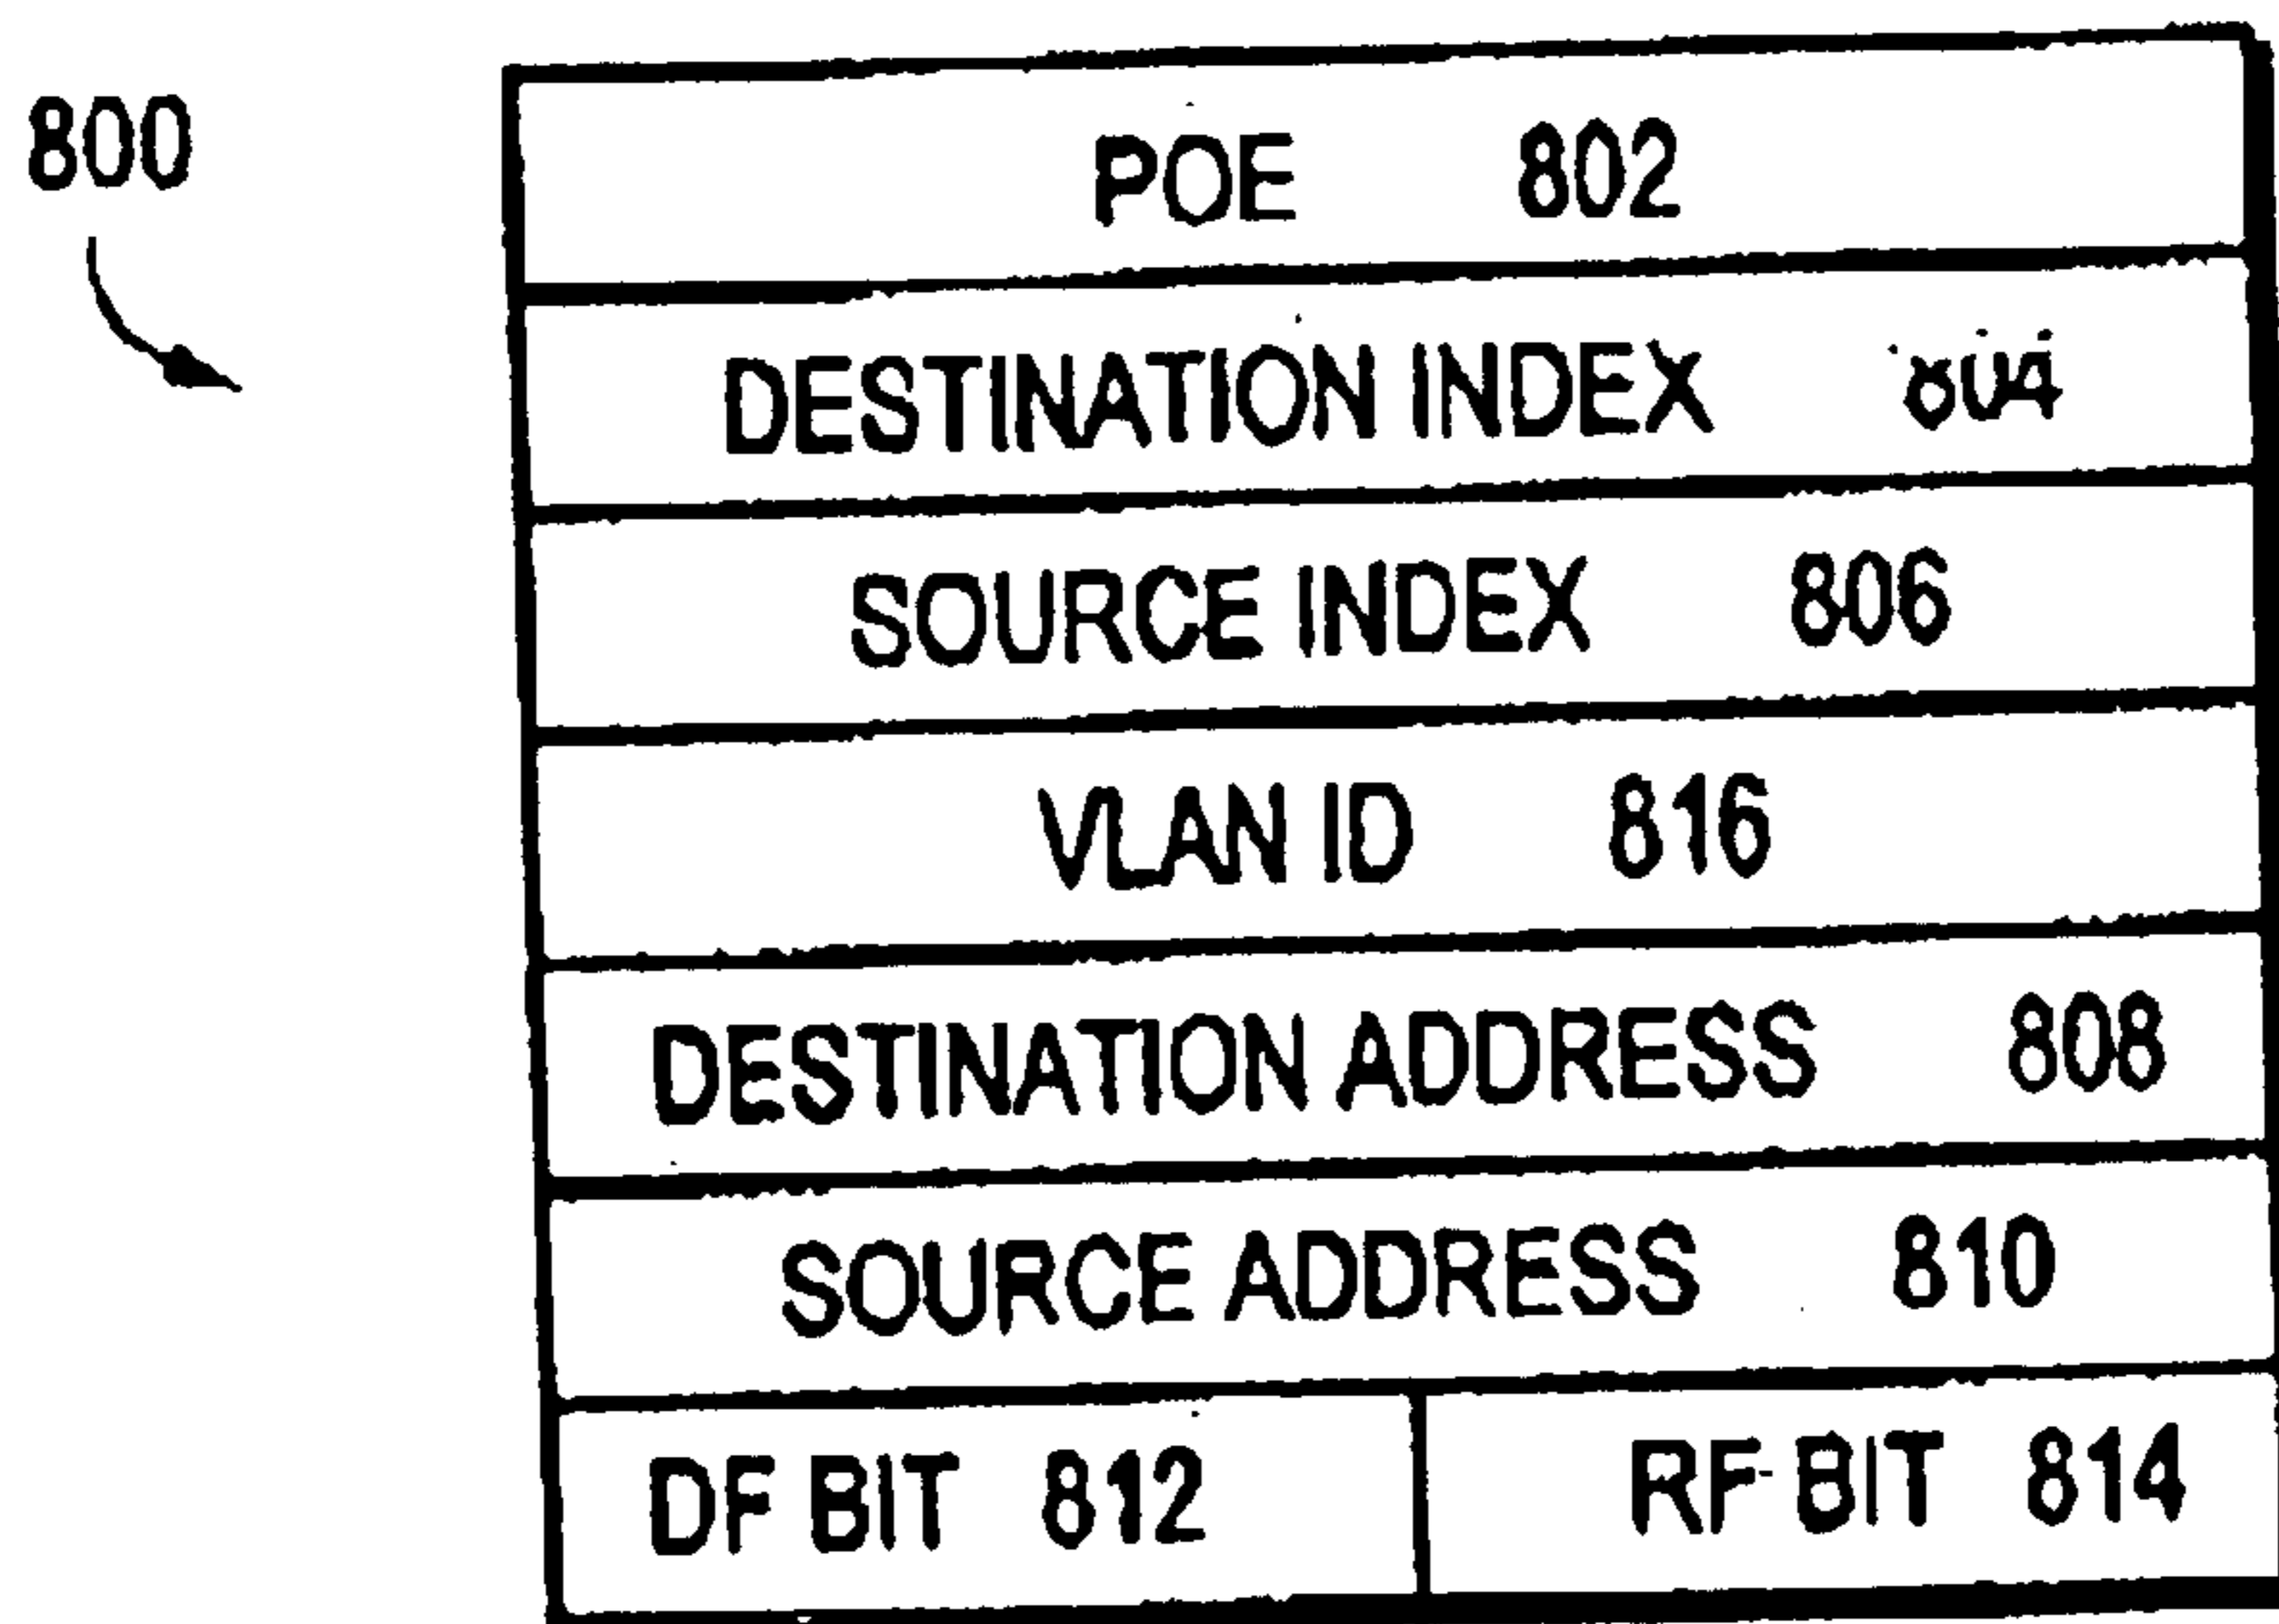 800
POE 802
DESTINATION INDEX 804
SOURCE INDEX 806
VLAN ID 816
DESTINATION ADDRESS 808
SOURCE ADDRESS 810
DF BIT 812 RF BIT 814